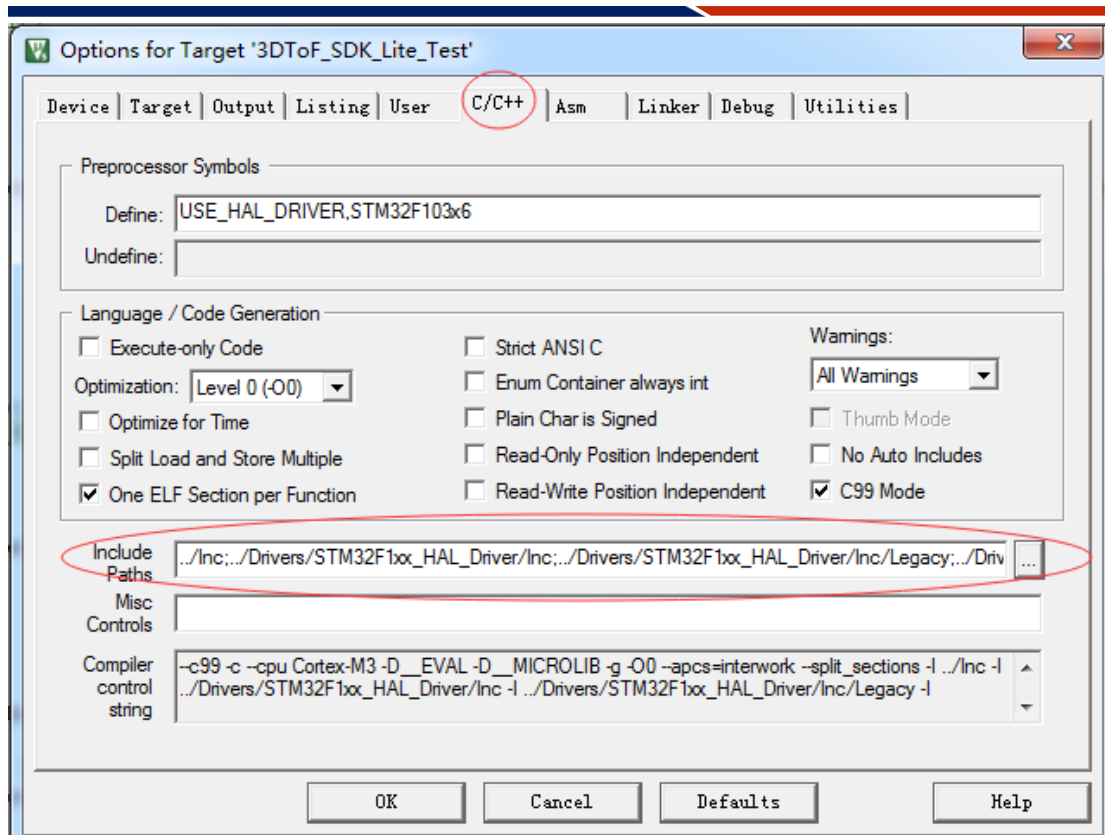 Options for Target '3DToF_SDK_Lite_Test'
Device Target Output Listing User C/C++ Asm Linker Debug Utilities
Preprocessor Symbols
Define: USE_HAL_DRIVER,STM32F103x6
Undefine:
Language / Code Generation
Execute-only Code
Optimization: Level 0 (-O0)
Optimize for Time
Split Load and Store Multiple
One ELF Section per Function
Strict ANSI C
Enum Container always int
Plain Char is Signed
Read-Only Position Independent
Read-Write Position Independent
Warnings:
All Warnings
Thumb Mode
No Auto Includes
C99 Mode
Include
Paths
../Inc;../Drivers/STM32F1xx_HAL_Driver/Inc;../Drivers/STM32F1xx_HAL_Driver/Inc/Legacy;../Driv
...
Misc
Controls
Compiler
control
string
--c99 -c --cpu Cortex-M3 -D__EVAL -D__MICROLIB -g -O0 --apcs=interwork --split_sections -I ../Inc -I
../Drivers/STM32F1xx_HAL_Driver/Inc -I ../Drivers/STM32F1xx_HAL_Driver/Inc/Legacy -I
OK Cancel Defaults Help